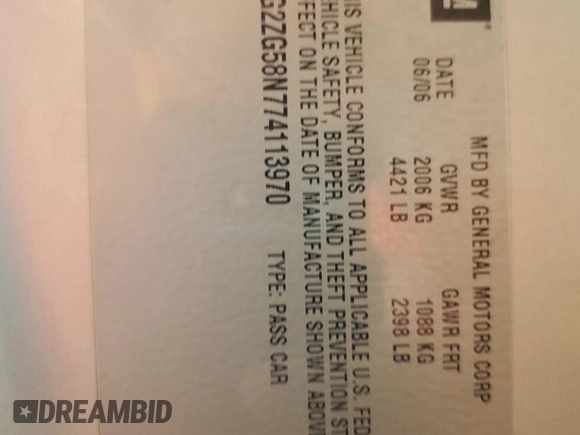 MFD BY GENERAL MOTORS CORP
DATE GVWR GAWR FRT
06/06 2006 KG 1088 KG
4421 LB 2398 LB
IS VEHICLE CONFORMS TO ALL APPLICABLE U.S. FED
HICLE SAFETY, BUMPER, AND THEFT PREVENTION ST
FECT ON THE DATE OF MANUFACTURE SHOWN ABOV
G2ZG58N774113970 TYPE: PASS CAR
DREAMBID